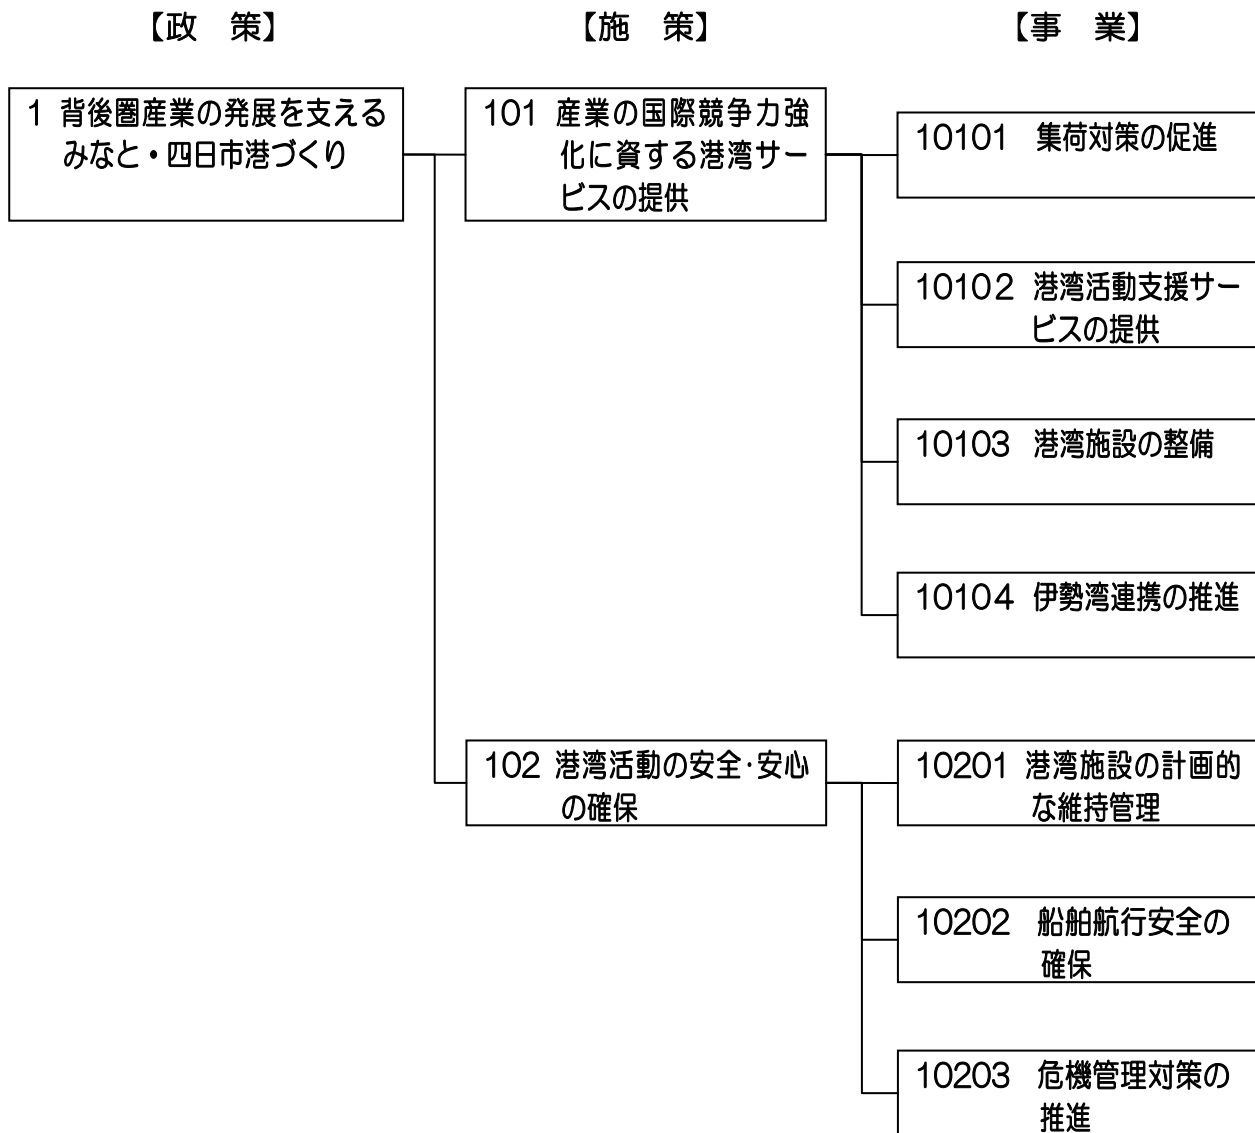 【政　策】
【施　策】
【事　業】
1 背後圏産業の発展を支える
みなと・四日市港づくり
101 産業の国際競争力強
化に資する港湾サー
ビスの提供
10101 集荷対策の促進
10102 港湾活動支援サー
ビスの提供
10103 港湾施設の整備
10104 伊勢湾連携の推進
102 港湾活動の安全・安心
の確保
10201 港湾施設の計画的
な維持管理
10202 船舶航行安全の
確保
10203 危機管理対策の
推進